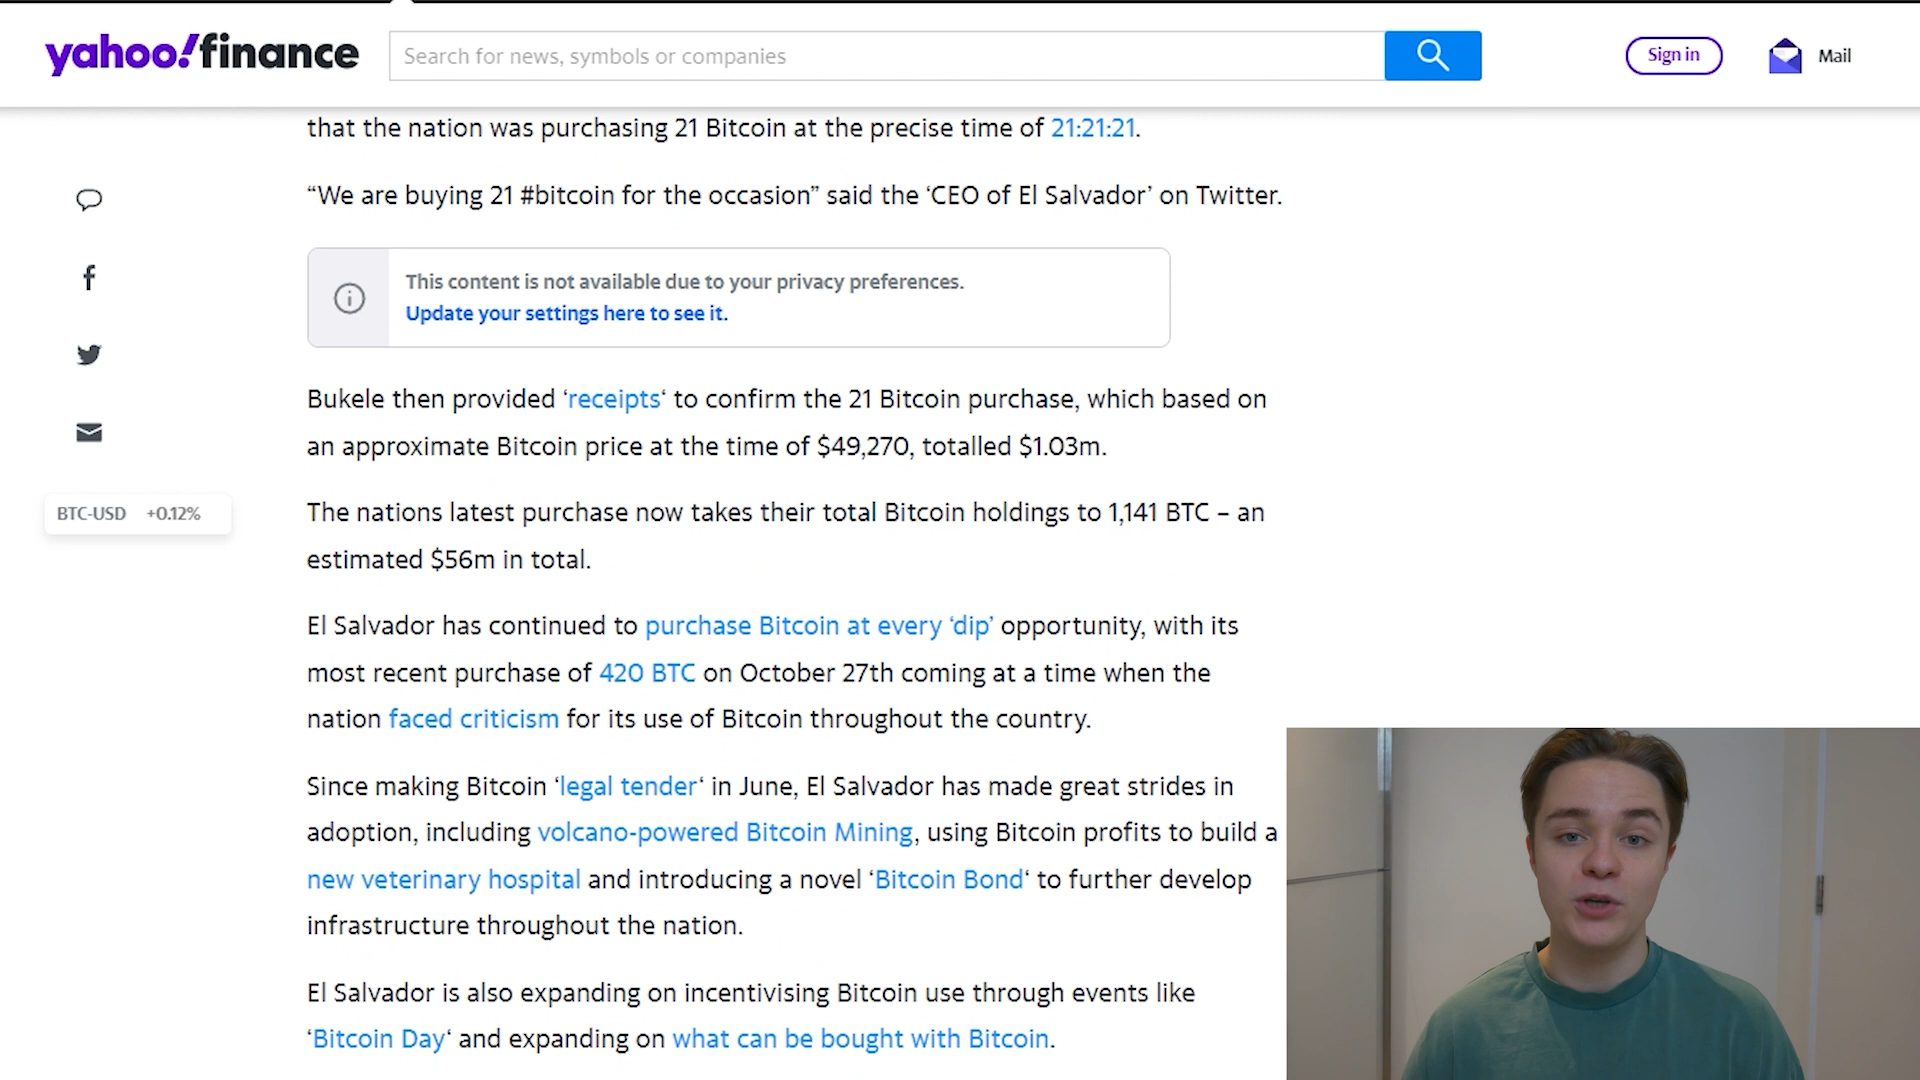 yahoo!finance
Search for news, symbols or companies
Sign in
Mail
that the nation was purchasing 21 Bitcoin at the precise time of 21:21:21.
“We are buying 21 #bitcoin for the occasion” said the ‘CEO of El Salvador’ on Twitter.
This content is not available due to your privacy preferences.
Update your settings here to see it.
Bukele then provided ‘receipts‘ to confirm the 21 Bitcoin purchase, which based on
an approximate Bitcoin price at the time of $49,270, totalled $1.03m.
BTC-USD +0.12%
The nations latest purchase now takes their total Bitcoin holdings to 1,141 BTC – an
estimated $56m in total.
El Salvador has continued to purchase Bitcoin at every ‘dip’ opportunity, with its
most recent purchase of 420 BTC on October 27th coming at a time when the
nation faced criticism for its use of Bitcoin throughout the country.
Since making Bitcoin ‘legal tender‘ in June, El Salvador has made great strides in
adoption, including volcano-powered Bitcoin Mining, using Bitcoin profits to build a
new veterinary hospital and introducing a novel ‘Bitcoin Bond‘ to further develop
infrastructure throughout the nation.
El Salvador is also expanding on incentivising Bitcoin use through events like
‘Bitcoin Day‘ and expanding on what can be bought with Bitcoin.